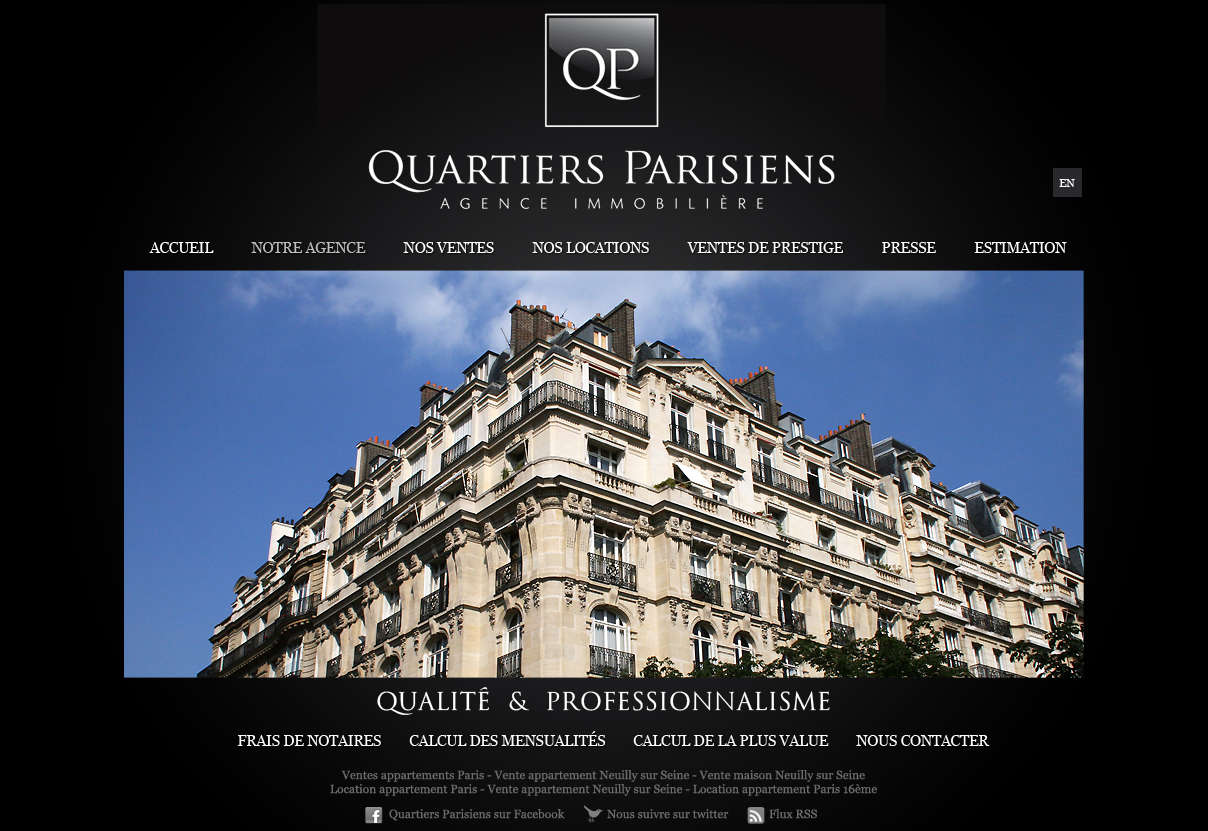 QP
QUARTIERS PARISIENS
AGENCE IMMOBILIÈRE
EN
ACCUEIL NOTRE AGENCE NOS VENTES NOS LOCATIONS VENTES DE PRESTIGE PRESSE ESTIMATION
QUALITÉ & PROFESSIONNALISME
FRAIS DE NOTAIRES CALCUL DES MENSUALITÉS CALCUL DE LA PLUS VALUE NOUS CONTACTER
Ventes appartements Paris - Vente appartement Neuilly sur Seine - Vente maison Neuilly sur Seine
Location appartement Paris - Vente appartement Neuilly sur Seine - Location appartement Paris 16ème
Quartiers Parisiens sur Facebook Nous suivre sur twitter Flux RSS